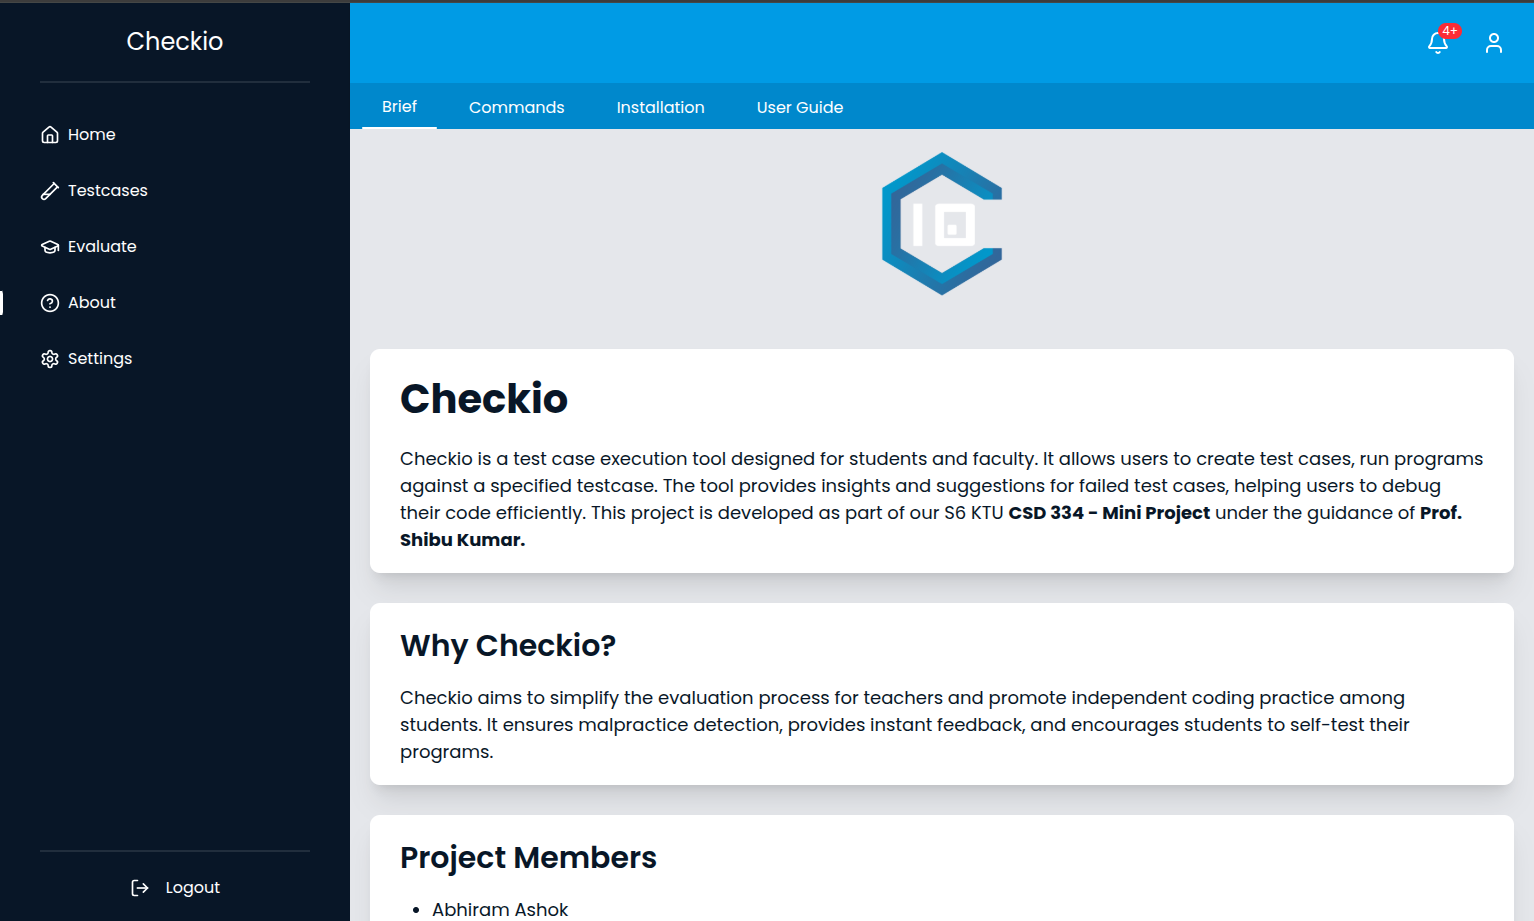 Checkio
Home
Testcases
Evaluate
About
Settings
Logout
4+
Brief
Commands
Installation
User Guide
IO
Checkio
Checkio is a test case execution tool designed for students and faculty. It allows users to create test cases, run programs
against a specified testcase. The tool provides insights and suggestions for failed test cases, helping users to debug
their code efficiently. This project is developed as part of our S6 KTU CSD 334 - Mini Project under the guidance of Prof.
Shibu Kumar.
Why Checkio?
Checkio aims to simplify the evaluation process for teachers and promote independent coding practice among
students. It ensures malpractice detection, provides instant feedback, and encourages students to self-test their
programs.
Project Members
• Abhiram Ashok